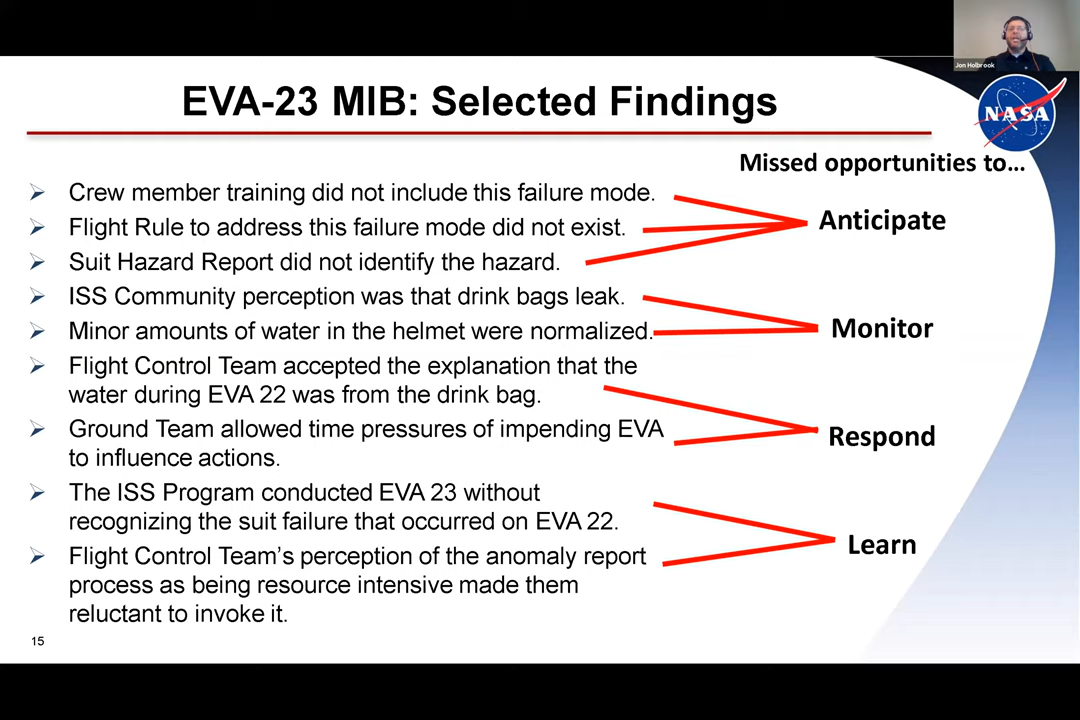 Jon Holbrook
EVA-23 MIB: Selected Findings
NASA
Missed opportunities to…
Crew member training did not include this failure mode.
Flight Rule to address this failure mode did not exist.
Suit Hazard Report did not identify the hazard.
Anticipate
ISS Community perception was that drink bags leak.
Minor amounts of water in the helmet were normalized.
Monitor
Flight Control Team accepted the explanation that the
water during EVA 22 was from the drink bag.
Ground Team allowed time pressures of impending EVA
to influence actions.
Respond
The ISS Program conducted EVA 23 without
recognizing the suit failure that occurred on EVA 22.
Flight Control Team’s perception of the anomaly report
process as being resource intensive made them
reluctant to invoke it.
Learn
15